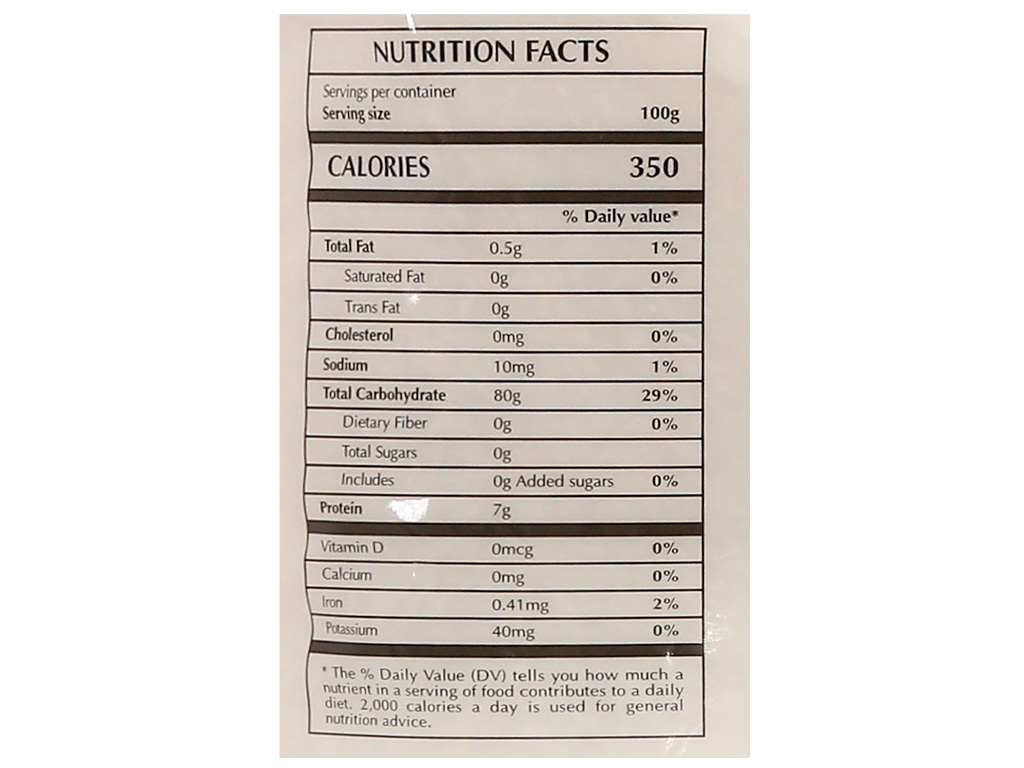 NUTRITION FACTS
Servings per container
Serving size 100g
CALORIES 350
% Daily value*
Total Fat 0.5g 1%
Saturated Fat 0g 0%
Trans Fat 0g
Cholesterol 0mg 0%
Sodium 10mg 1%
Total Carbohydrate 80g 29%
Dietary Fiber 0g 0%
Total Sugars 0g
Includes 0g Added sugars 0%
Protein 7g
Vitamin D 0mcg 0%
Calcium 0mg 0%
Iron 0.41mg 2%
Potassium 40mg 0%
* The % Daily Value (DV) tells you how much a
nutrient in a serving of food contributes to a daily
diet. 2,000 calories a day is used for general
nutrition advice.